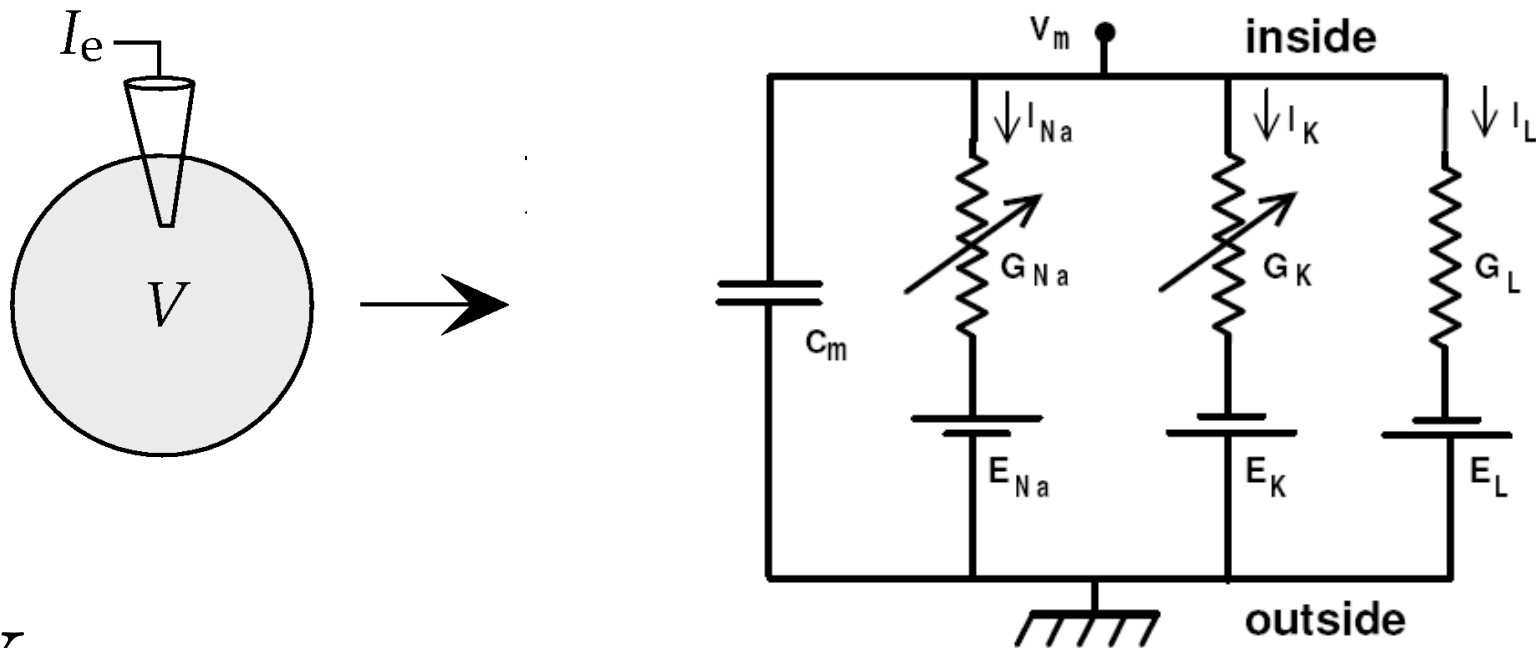 Ie
V
Vm
inside
INa
IK
IL
GNa
GK
GL
Cm
ENa
EK
EL
outside